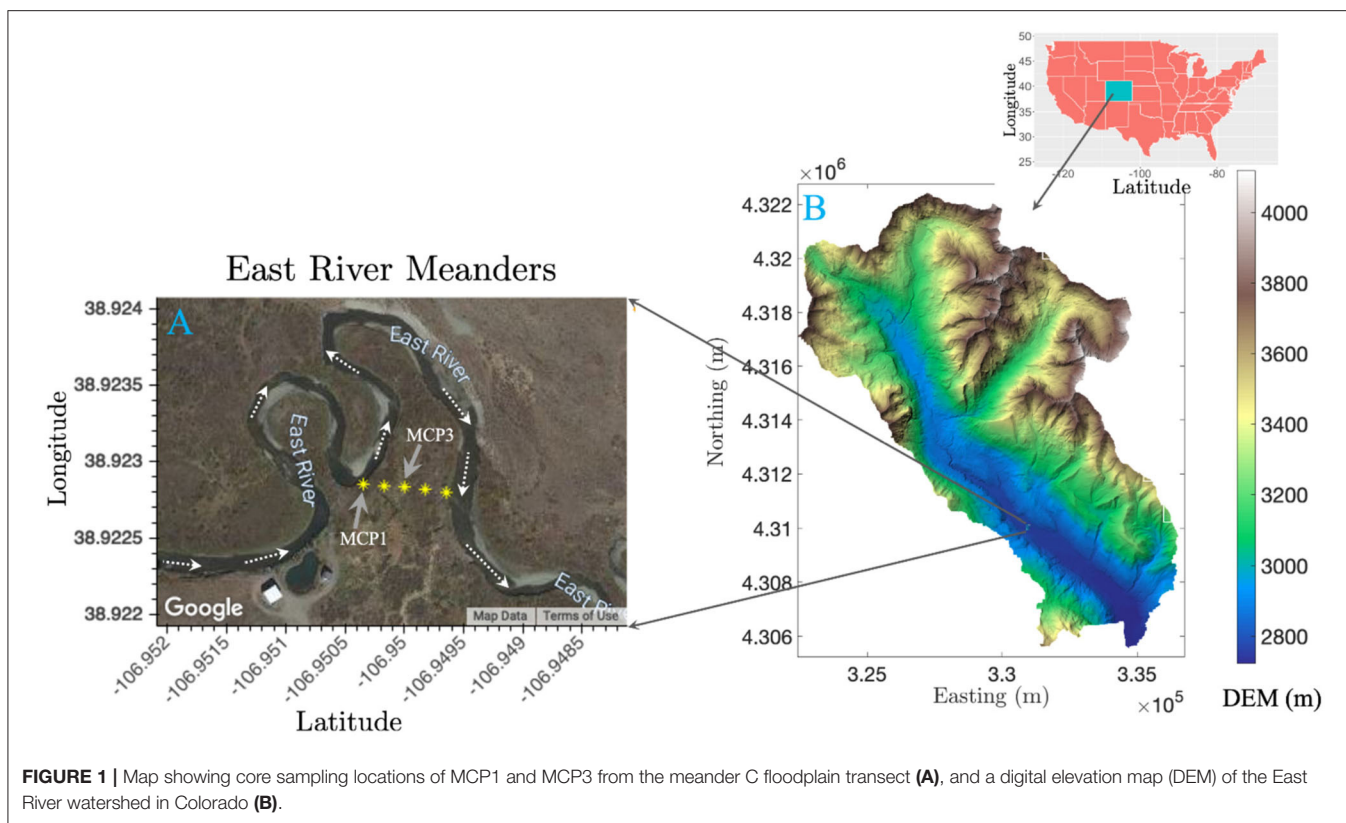 50
45
40
35
30
25
Longitude
-120
-100
-80
Latitude
×10⁶
4.322
4.32
4.318
4.316
4.314
4.312
4.31
4.308
4.306
Northing (m)
B
3.25
3.3
3.35
Easting (m)
×10⁵
4000
3800
3600
3400
3200
3000
2800
DEM (m)
East River Meanders
38.924
38.9235
38.923
38.9225
38.922
Longitude
A
East River
East River
MCP3
MCP1
East River
Google
Map Data
Terms of Use
-106.952
-106.9515
-106.951
-106.9505
-106.95
-106.9495
-106.949
-106.9485
Latitude
FIGURE 1 | Map showing core sampling locations of MCP1 and MCP3 from the meander C floodplain transect (A), and a digital elevation map (DEM) of the East
River watershed in Colorado (B).